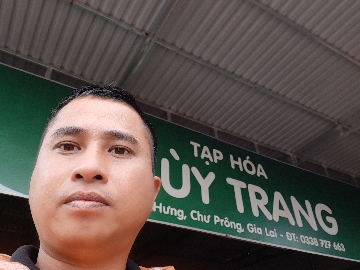 TẠP HÓA
ÙY TRANG
Hưng, Chư Prông, Gia Lai - ĐT: 0338 727 663